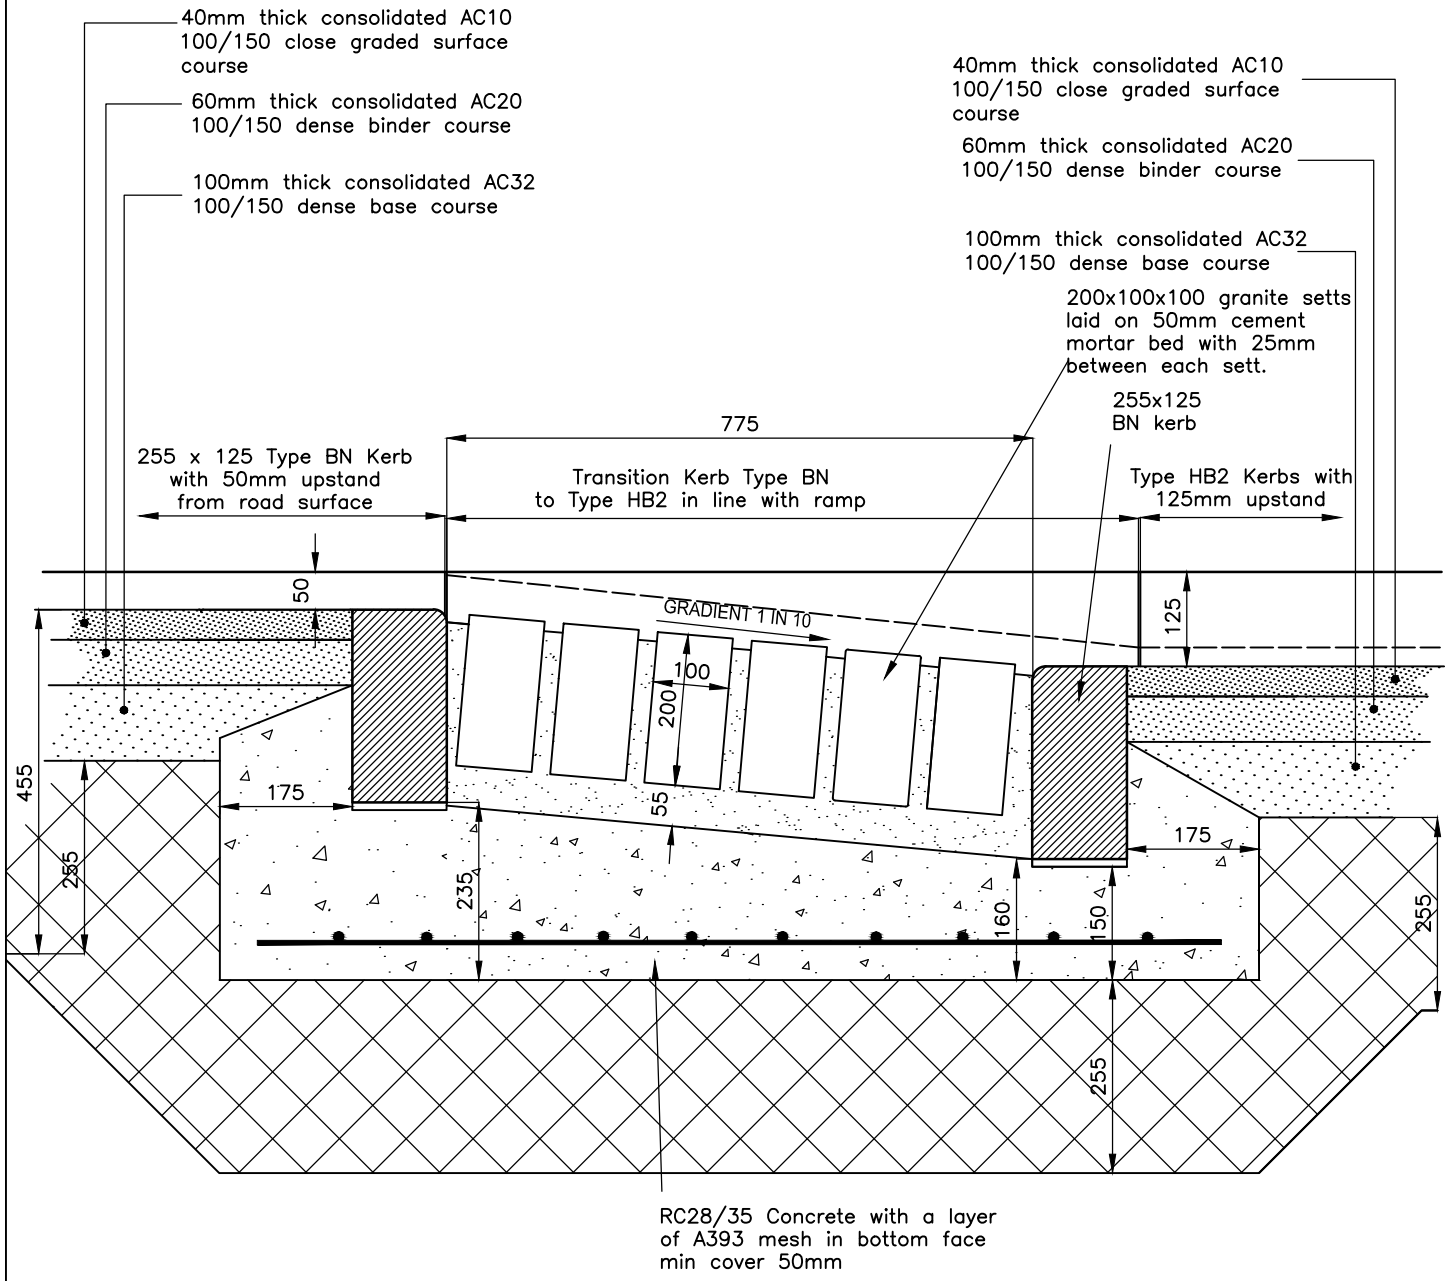 40mm thick consolidated AC10
100/150 close graded surface
course
60mm thick consolidated AC20
100/150 dense binder course
100mm thick consolidated AC32
100/150 dense base course
40mm thick consolidated AC10
100/150 close graded surface
course
60mm thick consolidated AC20
100/150 dense binder course
100mm thick consolidated AC32
100/150 dense base course
200x100x100 granite setts
laid on 50mm cement
mortar bed with 25mm
between each sett.
255x125
BN kerb
775
255 x 125 Type BN Kerb
with 50mm upstand
from road surface
Transition Kerb Type BN
to Type HB2 in line with ramp
Type HB2 Kerbs with
125mm upstand
50
GRADIENT 1 IN 10
125
100
200
455
255
175
55
235
160
150
175
255
255
RC28/35 Concrete with a layer
of A393 mesh in bottom face
min cover 50mm